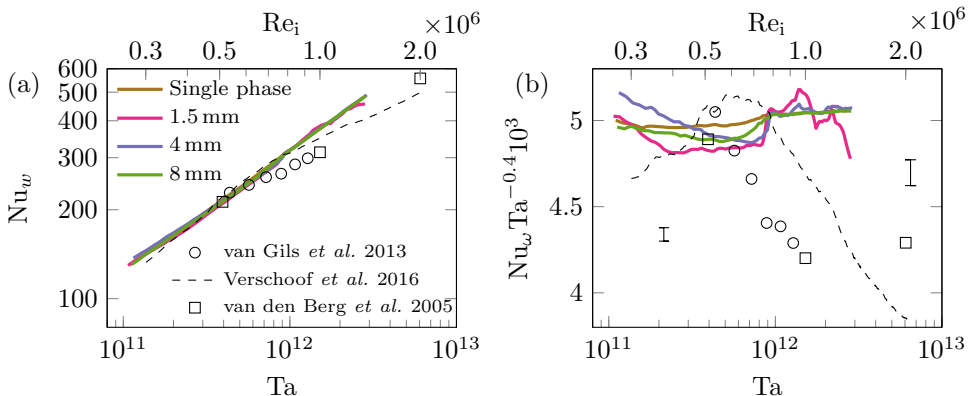 Re_i
×10^6
0.3 0.5 1.0 2.0
(a)
600
500
400
300
200
100
Nu_w
Single phase
1.5 mm
4 mm
8 mm
van Gils et al. 2013
Verschoof et al. 2016
van den Berg et al. 2005
10^11 10^12 10^13
Ta
Re_i
×10^6
0.3 0.5 1.0 2.0
(b)
5
4.5
4
Nu_ω Ta^−0.4 10^3
10^11 10^12 10^13
Ta